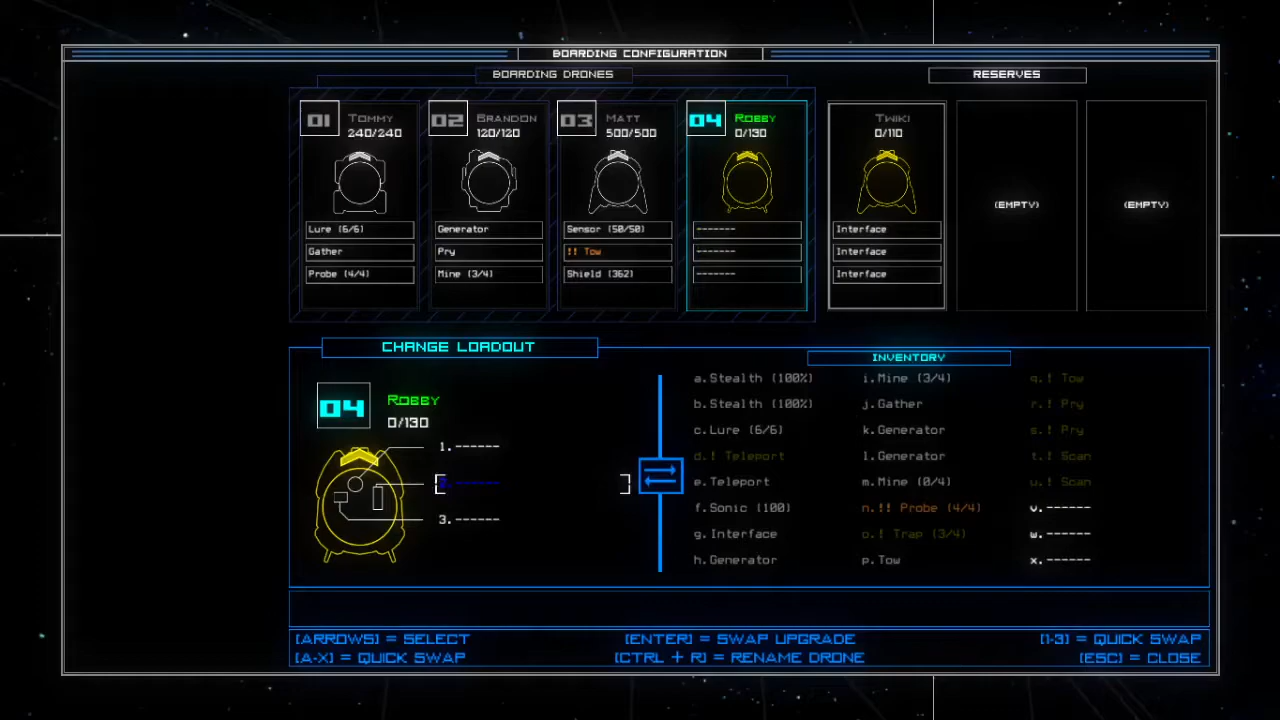 BOARDING CONFIGURATION
BOARDING DRONES
RESERVES
01 TOMMY
240/240
Lure (6/6)
Gather
Probe (4/4)
02 BRANDON
120/120
Generator
Pry
Mine (3/4)
03 MATT
500/500
Sensor (50/50)
!! Tow
Shield (362)
04 ROBBY
0/130
-------
-------
-------
TWIKI
0/110
Interface
Interface
Interface
(EMPTY)
(EMPTY)
CHANGE LOADOUT
04 ROBBY
0/130
1.------
2.------
3.------
INVENTORY
a.Stealth (100%)
b.Stealth (100%)
c.Lure (6/6)
d.! Teleport
e.Teleport
f.Sonic (100)
g.Interface
h.Generator
i.Mine (3/4)
j.Gather
k.Generator
l.Generator
m.Mine (0/4)
n.!! Probe (4/4)
o.! Trap (3/4)
p.Tow
q.! Tow
r.! Pry
s.! Pry
t.! Scan
u.! Scan
v.------
w.------
x.------
[ARROWS] = SELECT
[ENTER] = SWAP UPGRADE
[1-3] = QUICK SWAP
[A-X] = QUICK SWAP
[CTRL + R] = RENAME DRONE
[ESC] = CLOSE